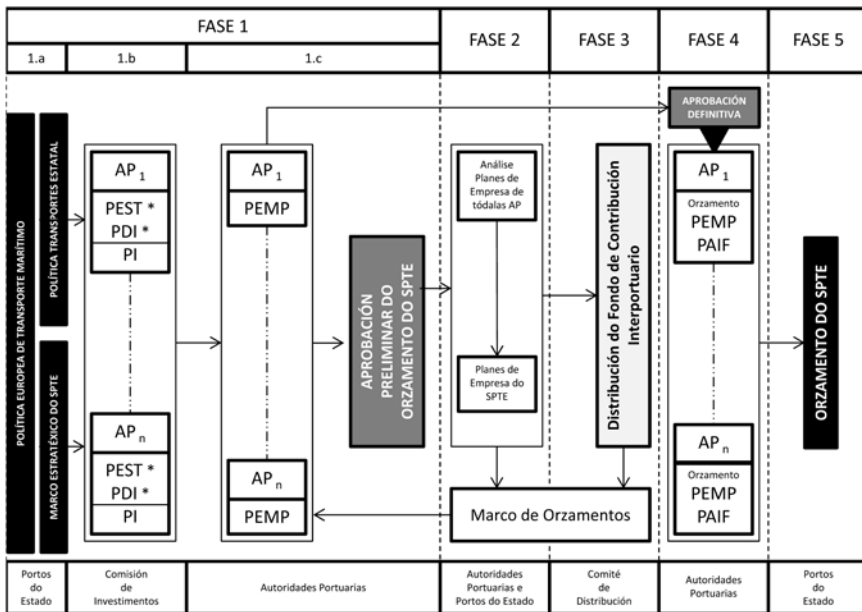 FASE 1
FASE 2
FASE 3
FASE 4
FASE 5
1.a
1.b
1.c
POLÍTICA EUROPEA DE TRANSPORTE MARÍTIMO
POLÍTICA TRANSPORTES ESTATAL
MARCO ESTRATÉXICO DO SPTE
AP 1
PEST *
PDI *
PI
AP n
PEST *
PDI *
PI
AP 1
PEMP
AP n
PEMP
APROBACIÓN
PRELIMINAR DO
ORZAMENTO DO SPTE
Análise
Planes de
Empresa de
tódalas AP
Planes de
Empresa do
SPTE
Distribución do Fondo de Contribución
Interportuario
Marco de Orzamentos
APROBACIÓN
DEFINITIVA
AP 1
Orzamento
PEMP
PAIF
AP n
Orzamento
PEMP
PAIF
ORZAMENTO DO SPTE
Portos
do
Estado
Comisión
de
Investimentos
Autoridades Portuarias
Autoridades
Portuarias e
Portos do Estado
Comité
de
Distribución
Autoridades
Portuarias
Portos
do
Estado